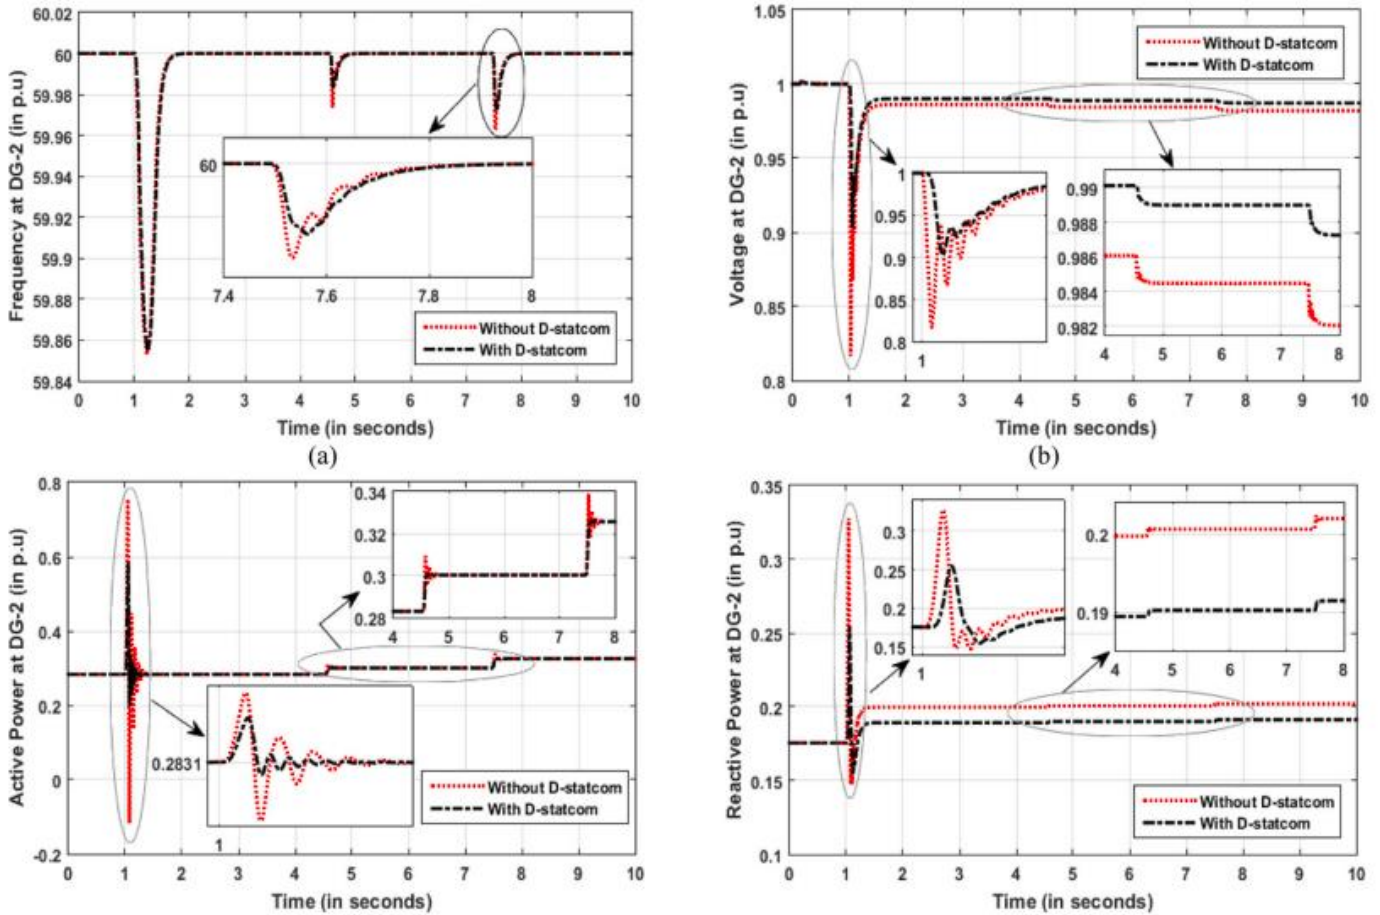 60.02
60
59.98
59.96
59.94
59.92
59.9
59.88
59.86
59.84
Frequency at DG-2 (in p.u)
60
7.4 7.6 7.8 8
Without D-statcom
With D-statcom
0 1 2 3 4 5 6 7 8 9 10
Time (in seconds)
(a)
1.05
1
0.95
0.9
0.85
0.8
Voltage at DG-2 (in p.u)
Without D-statcom
With D-statcom
1
0.95
0.9
0.85
0.8
1
0.99
0.988
0.986
0.984
0.982
4 5 6 7 8
0 1 2 3 4 5 6 7 8 9 10
Time (in seconds)
(b)
0.8
0.6
0.4
0.2
0
-0.2
Active Power at DG-2 (in p.u)
0.34
0.32
0.3
0.28
4 5 6 7 8
0.2831
1
Without D-statcom
With D-statcom
0 1 2 3 4 5 6 7 8 9 10
Time (in seconds)
0.35
0.3
0.25
0.2
0.15
0.1
Reactive Power at DG-2 (in p.u)
0.3
0.25
0.2
0.15
1
0.2
0.19
4 5 6 7 8
Without D-statcom
With D-statcom
0 1 2 3 4 5 6 7 8 9 10
Time (in seconds)